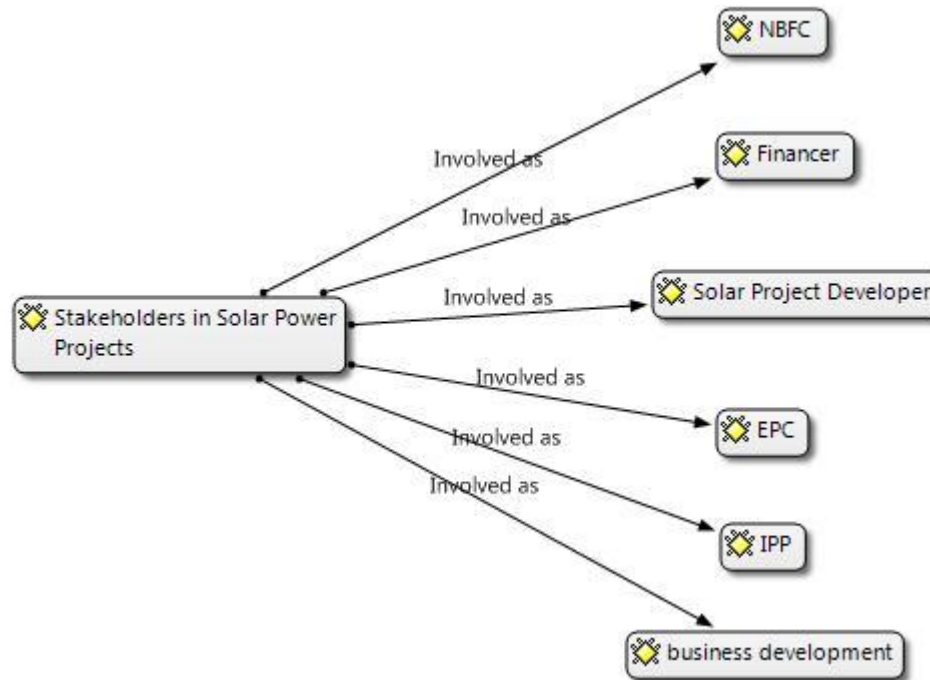 NBFC
Involved as
Financer
Involved as
Solar Project Developer
Involved as
Stakeholders in Solar Power
Projects
Involved as
EPC
Involved as
Involved as
IPP
business development